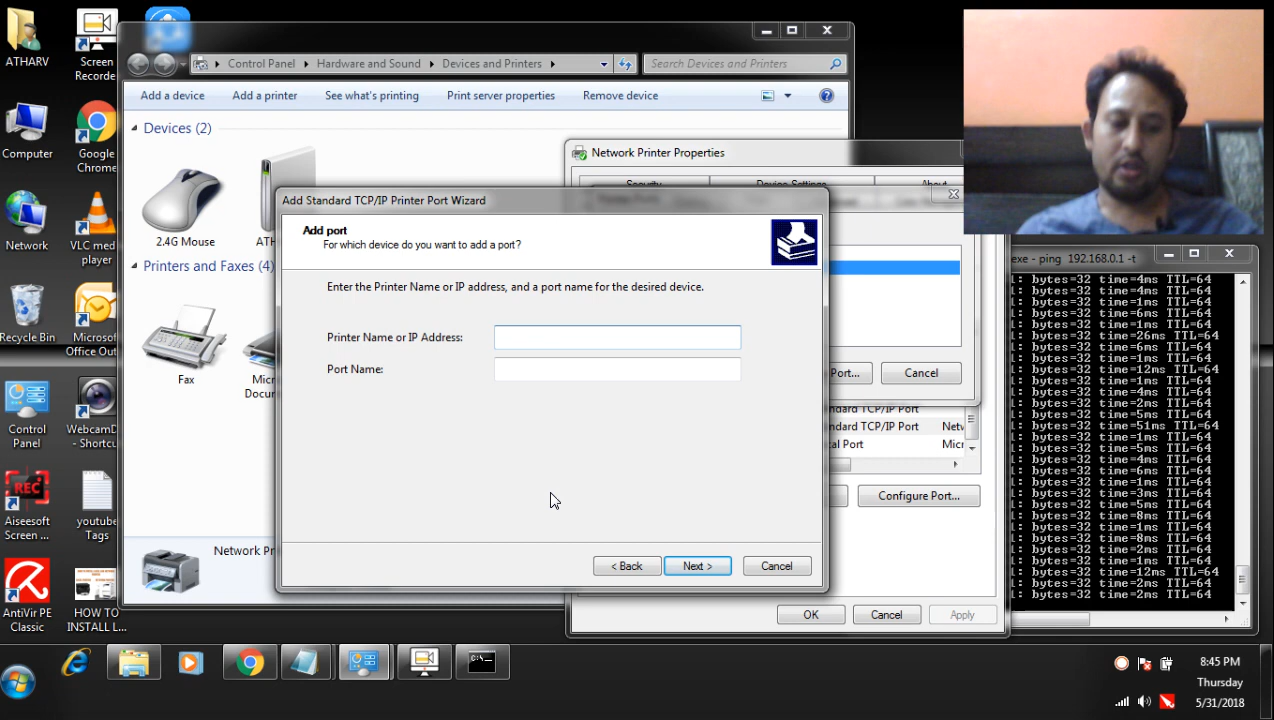 ATHARV
Screen
Recorde
Computer
Google
Chrome
Network
VLC med
player
Recycle Bin
Microsof
Office Out
Control
Panel
WebcamD
- Shortcu
Aiseesoft
Screen ...
youtube
Tags
AntiVir PE
Classic
HOW TO
INSTALL L...
Control Panel
Hardware and Sound
Devices and Printers
Search Devices and Printers
Add a device
Add a printer
See what's printing
Print server properties
Remove device
Devices (2)
2.4G Mouse
ATH
Printers and Faxes (4)
Fax
Micr
Docum
Network Pr
Network Printer Properties
Security
Device Settings
About
Port...
Cancel
ndard TCP/IP Port
ndard TCP/IP Port
Netw
cal Port
Micr
Configure Port...
OK
Cancel
Apply
Add Standard TCP/IP Printer Port Wizard
Add port
For which device do you want to add a port?
Enter the Printer Name or IP address, and a port name for the desired device.
Printer Name or IP Address:
Port Name:
< Back
Next >
Cancel
exe - ping 192.168.0.1 -t
l: bytes=32 time=4ms TTL=64
l: bytes=32 time=4ms TTL=64
l: bytes=32 time=1ms TTL=64
l: bytes=32 time=6ms TTL=64
l: bytes=32 time=1ms TTL=64
l: bytes=32 time=26ms TTL=64
l: bytes=32 time=6ms TTL=64
l: bytes=32 time=1ms TTL=64
l: bytes=32 time=12ms TTL=64
l: bytes=32 time=1ms TTL=64
l: bytes=32 time=4ms TTL=64
l: bytes=32 time=2ms TTL=64
l: bytes=32 time=5ms TTL=64
l: bytes=32 time=51ms TTL=64
l: bytes=32 time=1ms TTL=64
l: bytes=32 time=5ms TTL=64
l: bytes=32 time=4ms TTL=64
l: bytes=32 time=6ms TTL=64
l: bytes=32 time=1ms TTL=64
l: bytes=32 time=3ms TTL=64
l: bytes=32 time=5ms TTL=64
l: bytes=32 time=8ms TTL=64
l: bytes=32 time=1ms TTL=64
l: bytes=32 time=8ms TTL=64
l: bytes=32 time=2ms TTL=64
l: bytes=32 time=1ms TTL=64
l: bytes=32 time=12ms TTL=64
l: bytes=32 time=2ms TTL=64
l: bytes=32 time=2ms TTL=64
8:45 PM
Thursday
5/31/2018